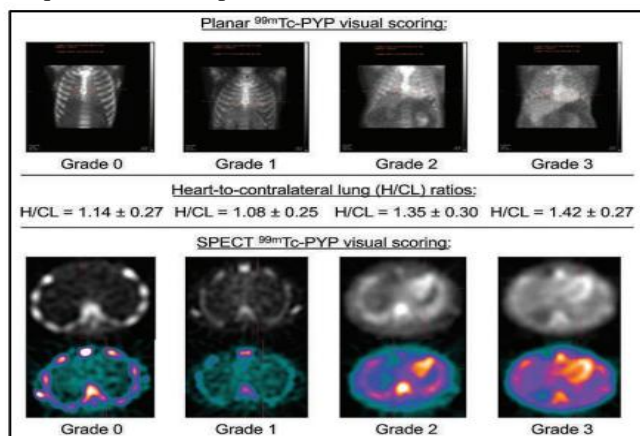 Planar ⁹⁹ᵐTc-PYP visual scoring:
Grade 0 Grade 1 Grade 2 Grade 3
Heart-to-contralateral lung (H/CL) ratios:
H/CL = 1.14 ± 0.27 H/CL = 1.08 ± 0.25 H/CL = 1.35 ± 0.30 H/CL = 1.42 ± 0.27
SPECT ⁹⁹ᵐTc-PYP visual scoring:
Grade 0 Grade 1 Grade 2 Grade 3